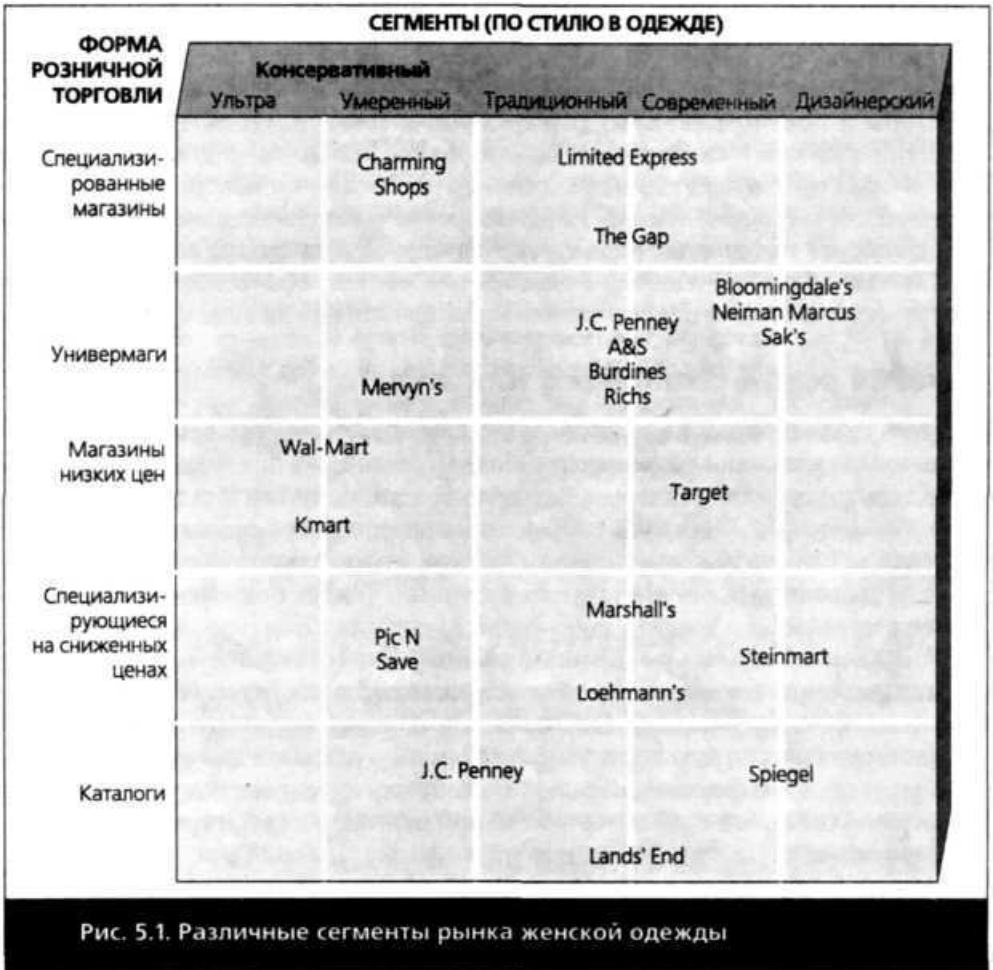 СЕГМЕНТЫ (ПО СТИЛЮ В ОДЕЖДЕ)
ФОРМА
РОЗНИЧНОЙ
ТОРГОВЛИ
Консервативный
Ультра Умеренный Традиционный Современный Дизайнерский
Специализи-
рованные
магазины
Charming
Shops
Limited Express
The Gap
Универмаги
Mervyn's
J.C. Penney
A&S
Burdines
Richs
Bloomingdale's
Neiman Marcus
Sak's
Магазины
низких цен
Wal-Mart
Kmart
Target
Специализи-
рующиеся
на сниженных
ценах
Pic N
Save
Marshall's
Loehmann's
Steinmart
Каталоги
J.C. Penney
Lands' End
Spiegel
Рис. 5.1. Различные сегменты рынка женской одежды